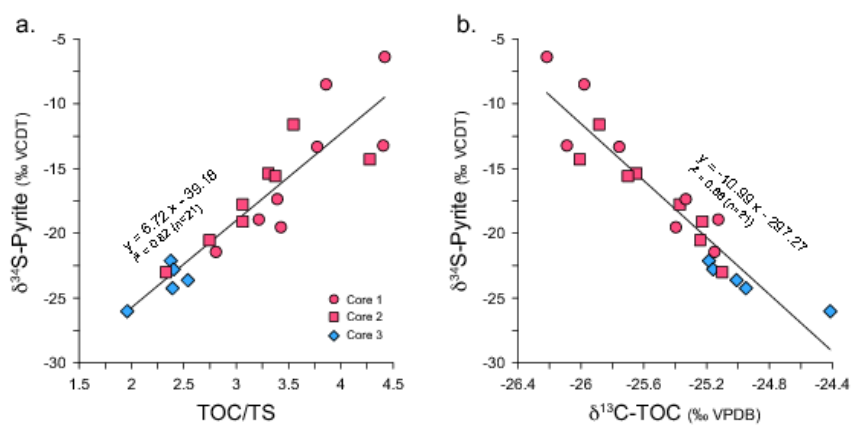 a.
δ³⁴S-Pyrite (‰ VCDT)
-5
-10
-15
-20
-25
-30
y = 6.72 x - 39.18
r² = 0.82 (n=21)
Core 1
Core 2
Core 3
1.5 2 2.5 3 3.5 4 4.5
TOC/TS
b.
δ³⁴S-Pyrite (‰ VCDT)
-5
-10
-15
-20
-25
-30
y = -10.99 x - 297.27
(n=21)
-26.4 -26 -25.6 -25.2 -24.8 -24.4
δ¹³C-TOC (‰ VPDB)